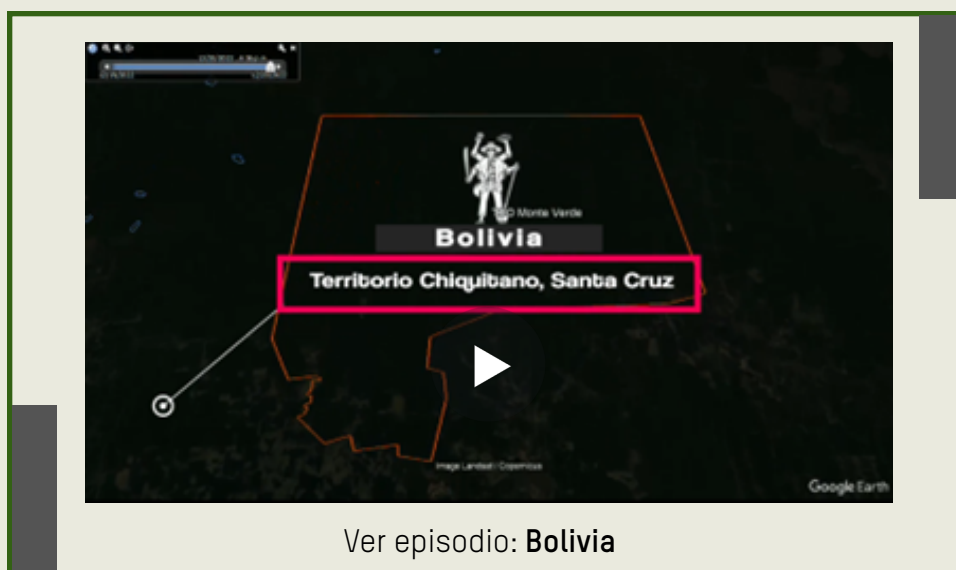 Monte Verde
Bolivia
Territorio Chiquitano, Santa Cruz
Image Landsat / Copernicus
Google Earth
Ver episodio: Bolivia